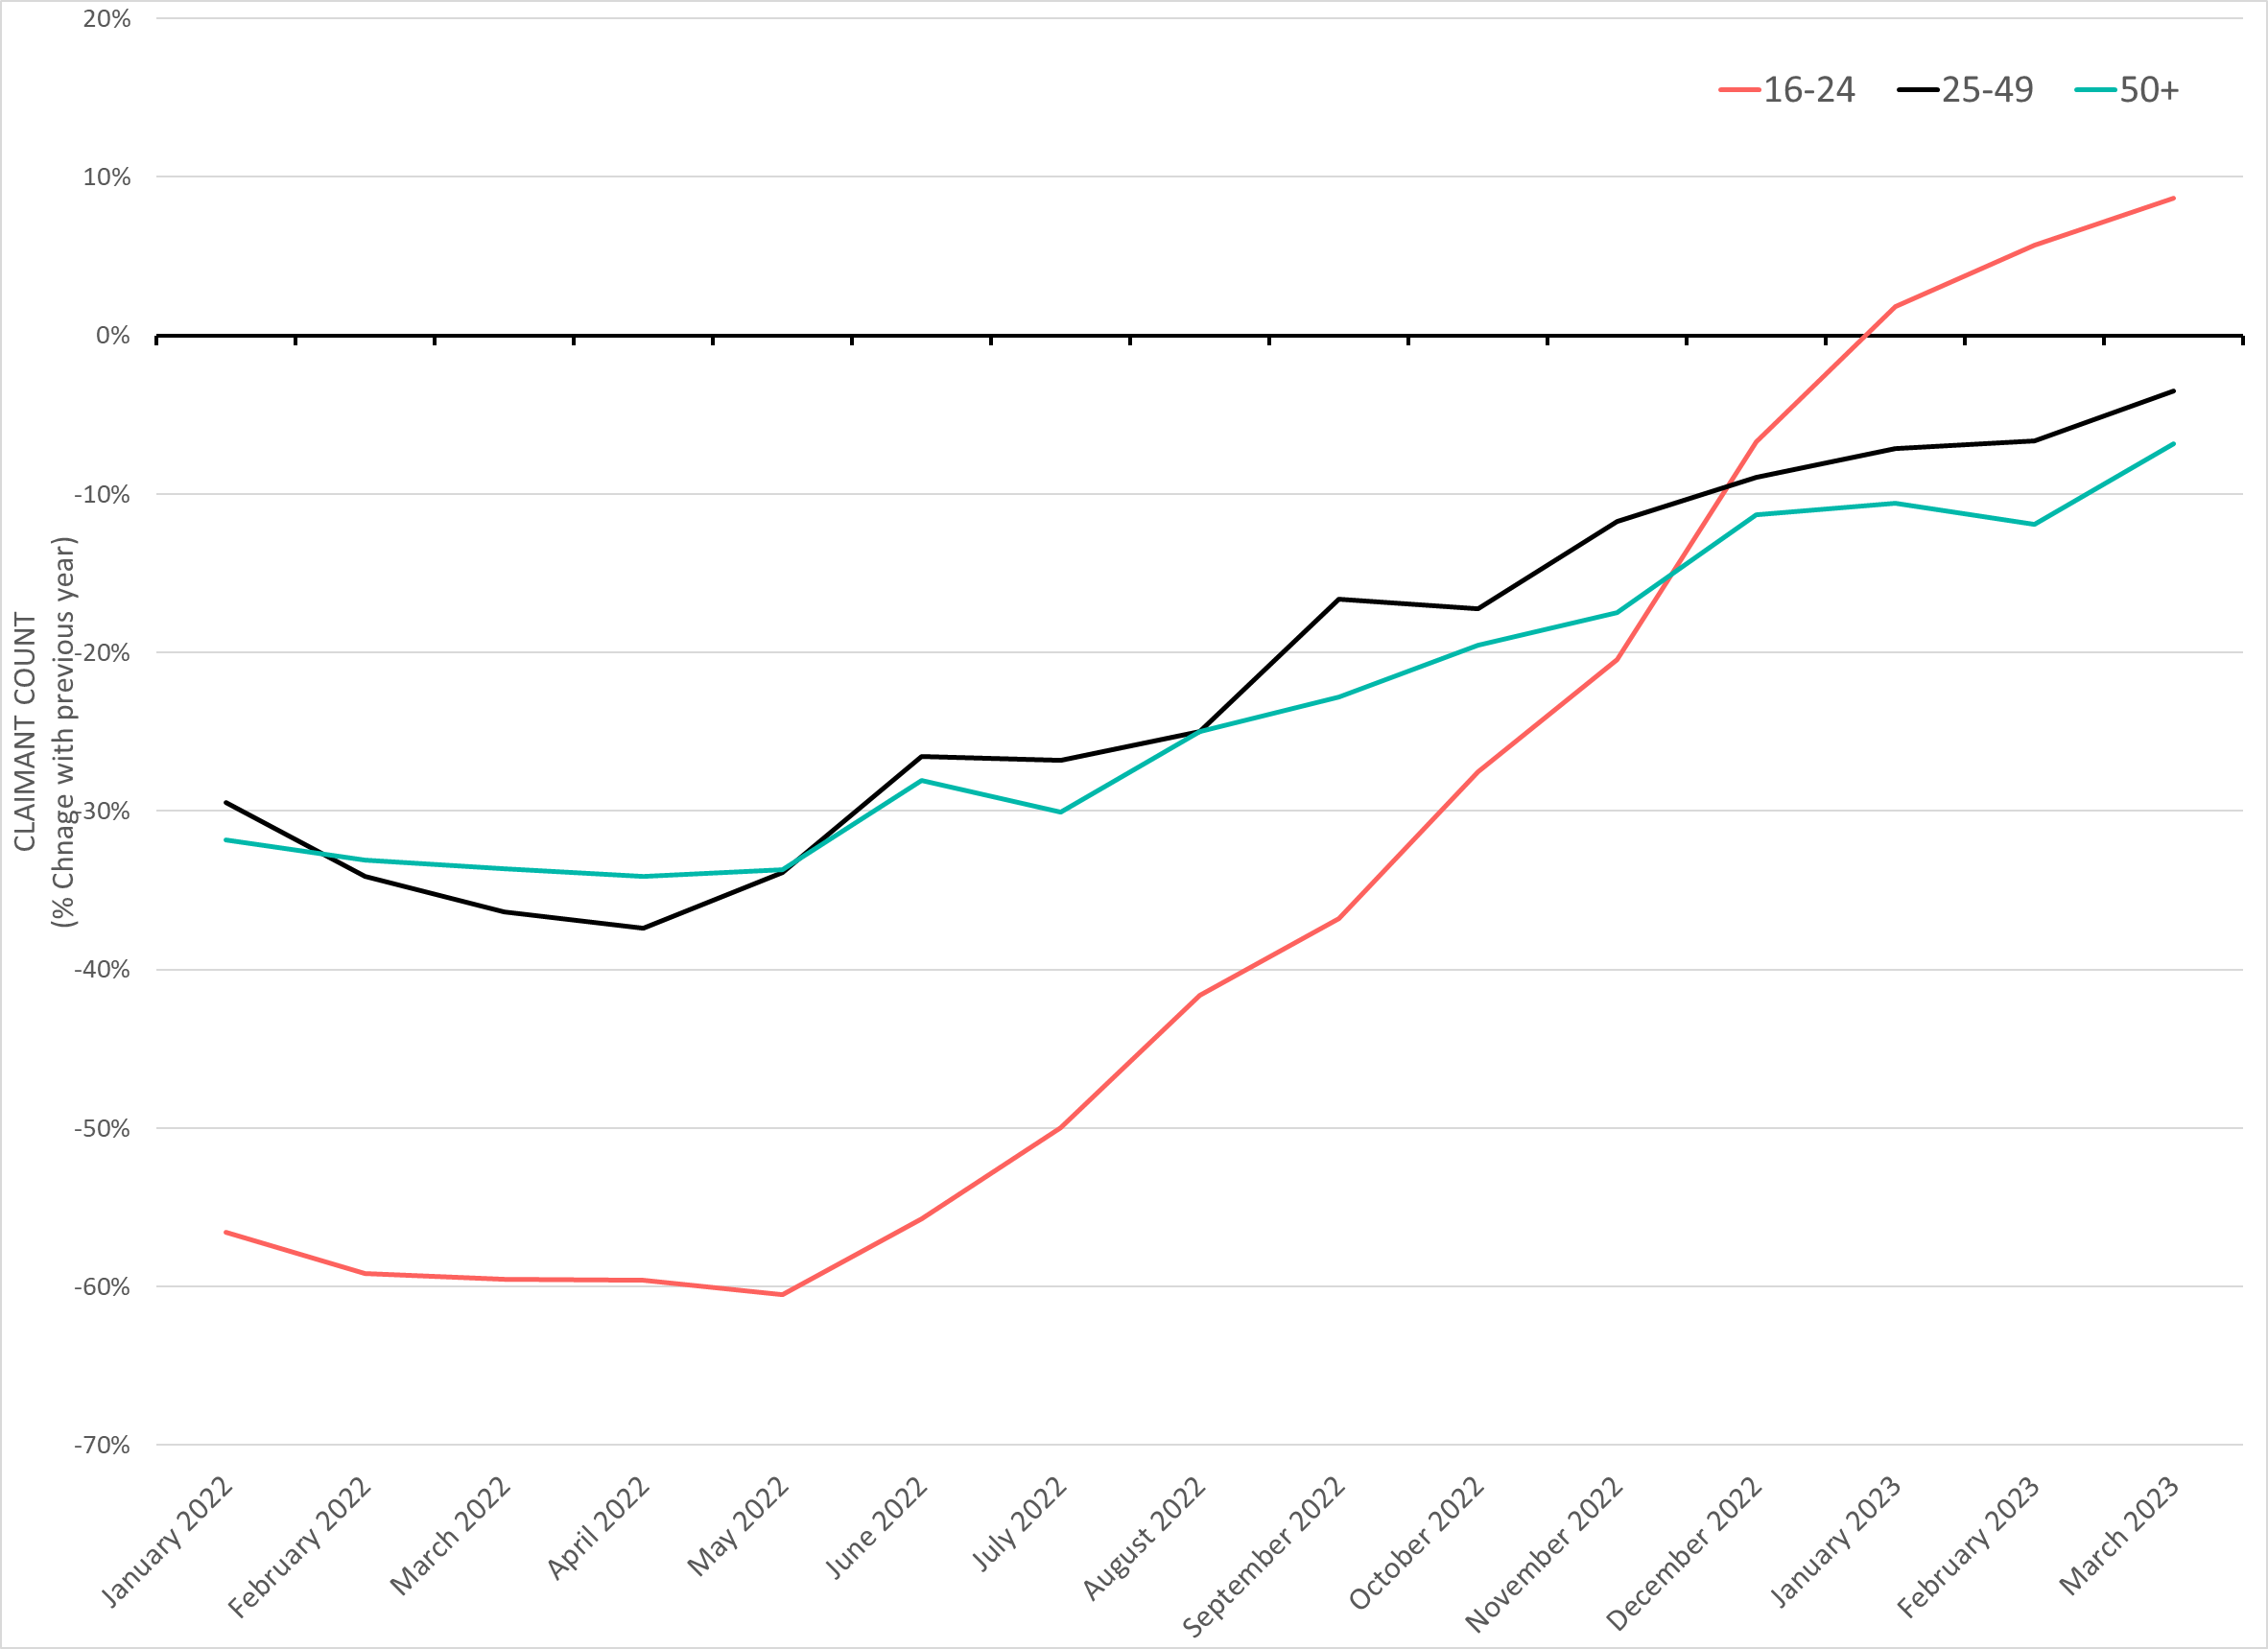 20%
16-24 25-49 50+
10%
0%
-10%
-20%
-30%
-40%
-50%
-60%
-70%
CLAIMANT COUNT
(% Chnage with previous year)
January 2022
February 2022
March 2022
April 2022
May 2022
June 2022
July 2022
August 2022
September 2022
October 2022
November 2022
December 2022
January 2023
February 2023
March 2023